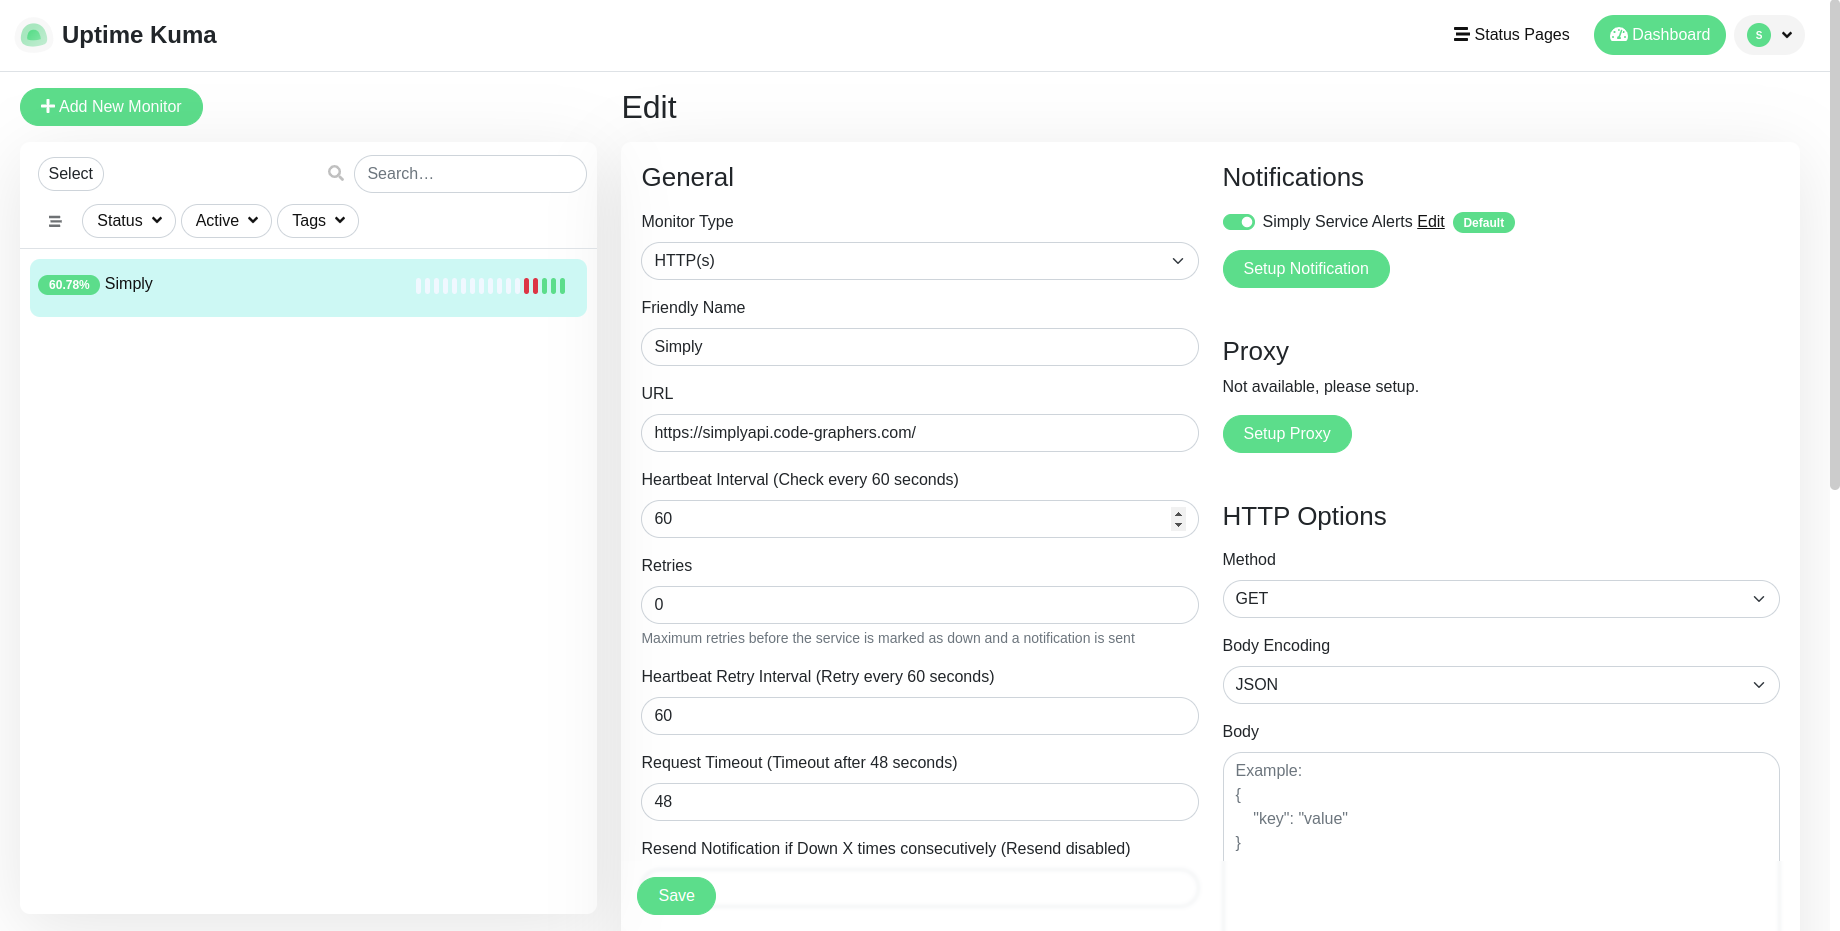 Uptime Kuma
Status Pages
Dashboard
S
Add New Monitor
Select
Search…
Status
Active
Tags
60.78% Simply
Edit
General
Monitor Type
HTTP(s)
Friendly Name
Simply
URL
https://simplyapi.code-graphers.com/
Heartbeat Interval (Check every 60 seconds)
60
Retries
0
Maximum retries before the service is marked as down and a notification is sent
Heartbeat Retry Interval (Retry every 60 seconds)
60
Request Timeout (Timeout after 48 seconds)
48
Resend Notification if Down X times consecutively (Resend disabled)
Save
Notifications
Simply Service Alerts Edit Default
Setup Notification
Proxy
Not available, please setup.
Setup Proxy
HTTP Options
Method
GET
Body Encoding
JSON
Body
Example:
{
"key": "value"
}